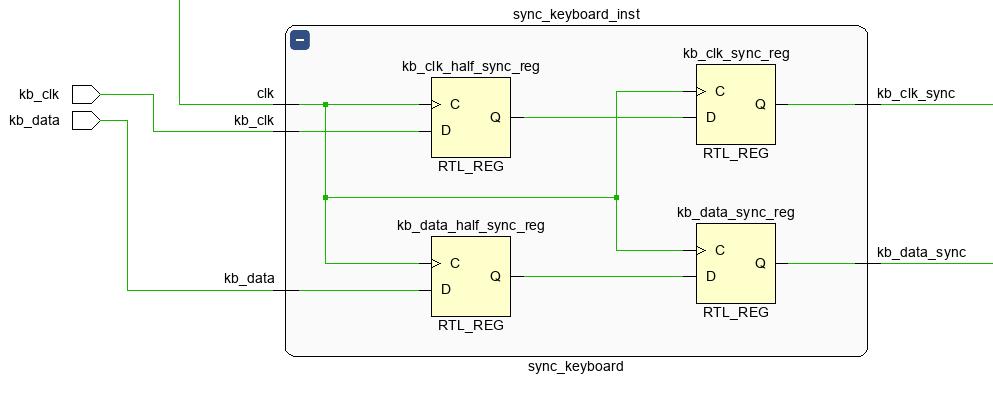 sync_keyboard_inst
kb_clk_half_sync_reg
kb_clk_sync_reg
kb_clk
clk
C
Q
C
Q
kb_clk_sync
kb_data
kb_clk
D
D
RTL_REG
RTL_REG
kb_data_half_sync_reg
kb_data_sync_reg
kb_data
C
Q
C
Q
kb_data_sync
D
D
RTL_REG
RTL_REG
sync_keyboard